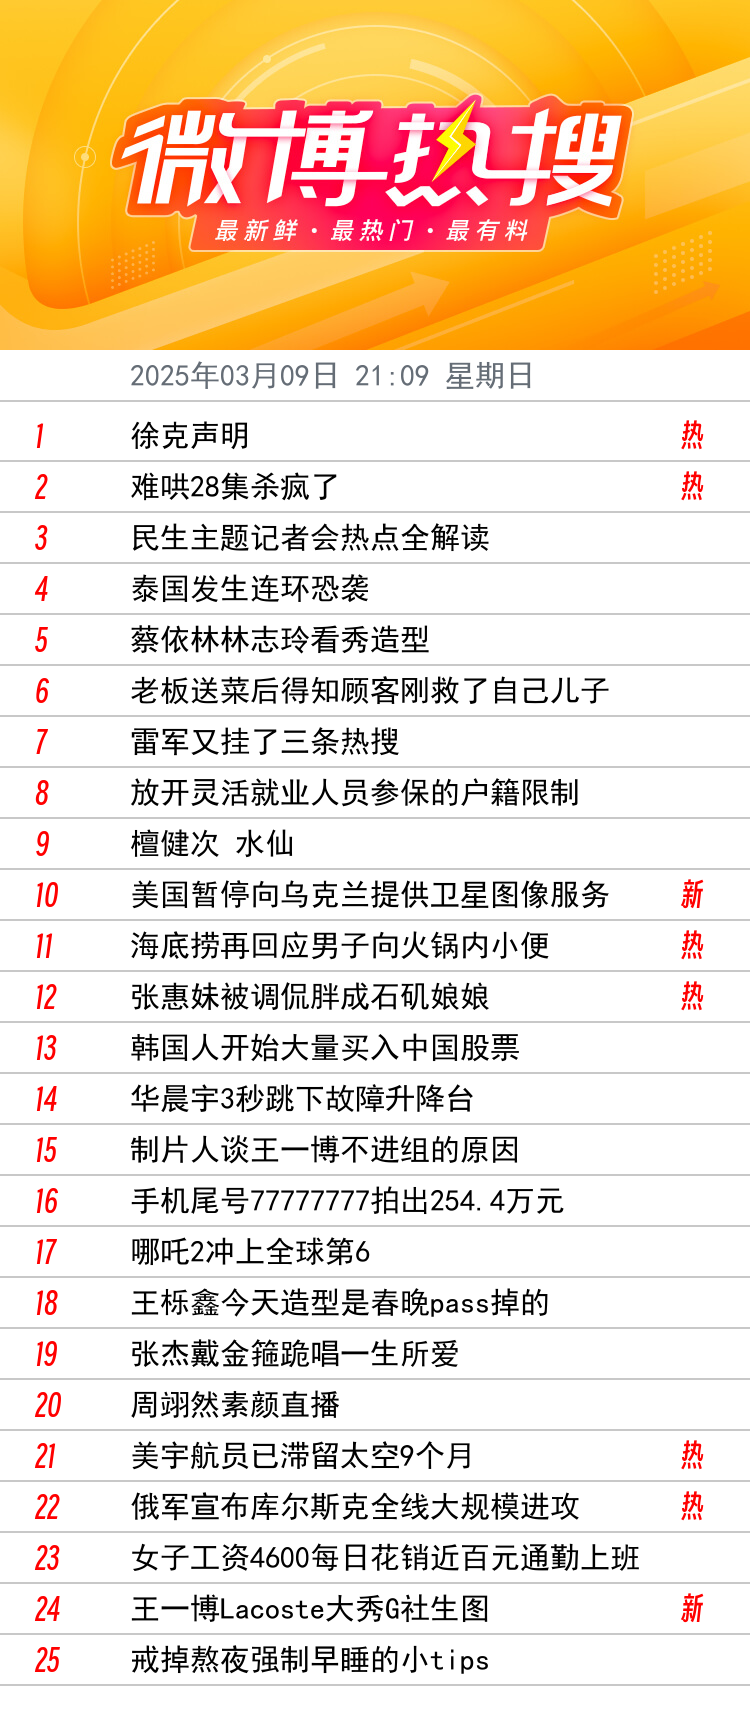 微博热搜
最新鲜·最热门·最有料
2025年03月09日 21:09 星期日
1 徐克声明 热
2 难哄28集杀疯了 热
3 民生主题记者会热点全解读
4 泰国发生连环恐袭
5 蔡依林林志玲看秀造型
6 老板送菜后得知顾客刚救了自己儿子
7 雷军又挂了三条热搜
8 放开灵活就业人员参保的户籍限制
9 檀健次 水仙
10 美国暂停向乌克兰提供卫星图像服务 新
11 海底捞再回应男子向火锅内小便 热
12 张惠妹被调侃胖成石矶娘娘 热
13 韩国人开始大量买入中国股票
14 华晨宇3秒跳下故障升降台
15 制片人谈王一博不进组的原因
16 手机尾号77777777拍出254.4万元
17 哪吒2冲上全球第6
18 王栎鑫今天造型是春晚pass掉的
19 张杰戴金箍跪唱一生所爱
20 周翊然素颜直播
21 美宇航员已滞留太空9个月 热
22 俄军宣布库尔斯克全线大规模进攻 热
23 女子工资4600每日花销近百元通勤上班
24 王一博Lacoste大秀G社生图 新
25 戒掉熬夜强制早睡的小tips